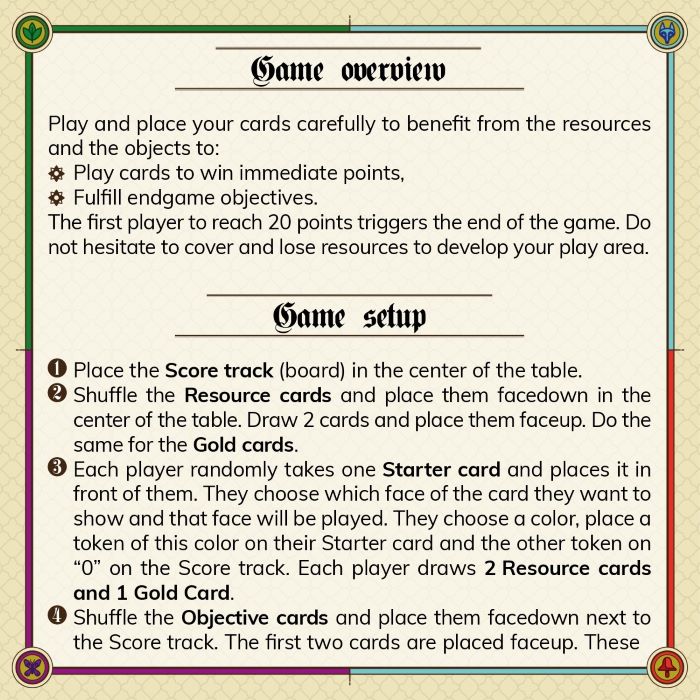 Game overview
Play and place your cards carefully to benefit from the resources
and the objects to:
Play cards to win immediate points,
Fulfill endgame objectives.
The first player to reach 20 points triggers the end of the game. Do
not hesitate to cover and lose resources to develop your play area.
Game setup
1 Place the Score track (board) in the center of the table.
2 Shuffle the Resource cards and place them facedown in the
center of the table. Draw 2 cards and place them faceup. Do the
same for the Gold cards.
3 Each player randomly takes one Starter card and places it in
front of them. They choose which face of the card they want to
show and that face will be played. They choose a color, place a
token of this color on their Starter card and the other token on
“0” on the Score track. Each player draws 2 Resource cards
and 1 Gold Card.
4 Shuffle the Objective cards and place them facedown next to
the Score track. The first two cards are placed faceup. These